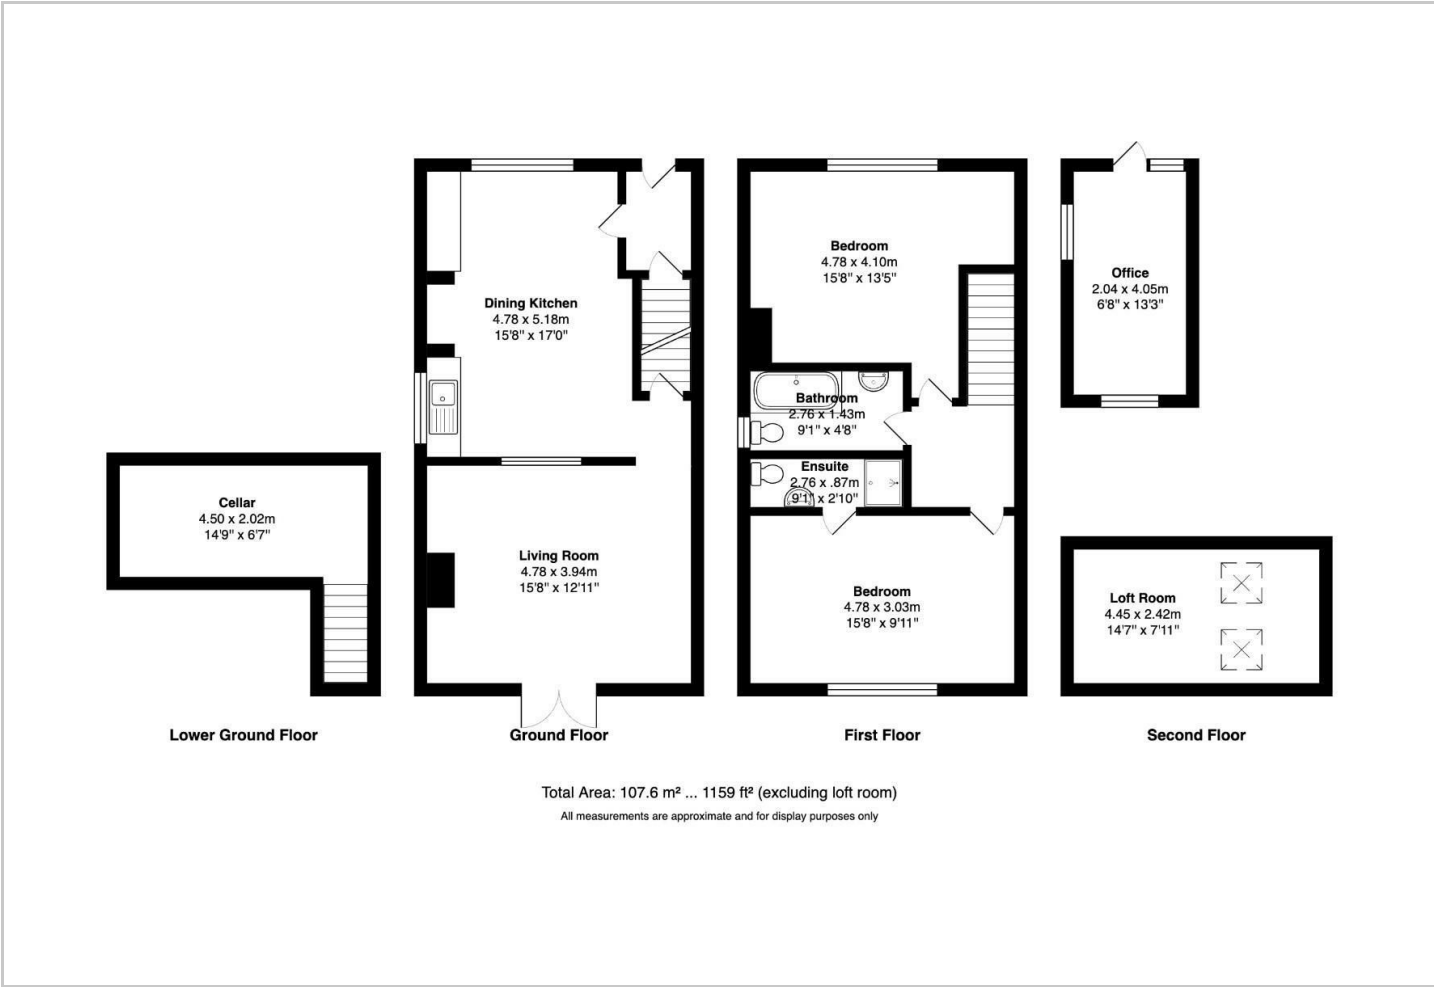 Dining Kitchen
4.78 x 5.18m
15'8" x 17'0"
Bedroom
4.78 x 4.10m
15'8" x 13'5"
Office
2.04 x 4.05m
6'8" x 13'3"
Bathroom
2.76 x 1.43m
9'1" x 4'8"
Ensuite
2.76 x .87m
9'1" x 2'10"
Cellar
4.50 x 2.02m
14'9" x 6'7"
Living Room
4.78 x 3.94m
15'8" x 12'11"
Bedroom
4.78 x 3.03m
15'8" x 9'11"
Loft Room
4.45 x 2.42m
14'7" x 7'11"
Lower Ground Floor
Ground Floor
First Floor
Second Floor
Total Area: 107.6 m² ... 1159 ft² (excluding loft room)
All measurements are approximate and for display purposes only